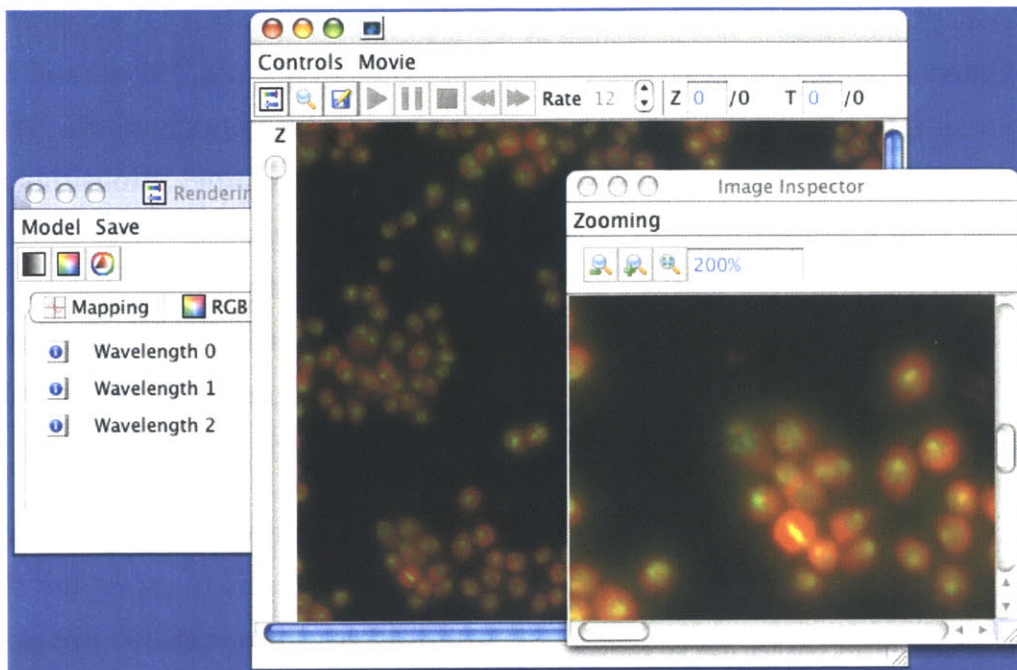 Controls Movie
Rate 12 Z 0 /0 T 0 /0
Z
Model Save
Mapping RGB
Wavelength 0
Wavelength 1
Wavelength 2
Image Inspector
Zooming
200%